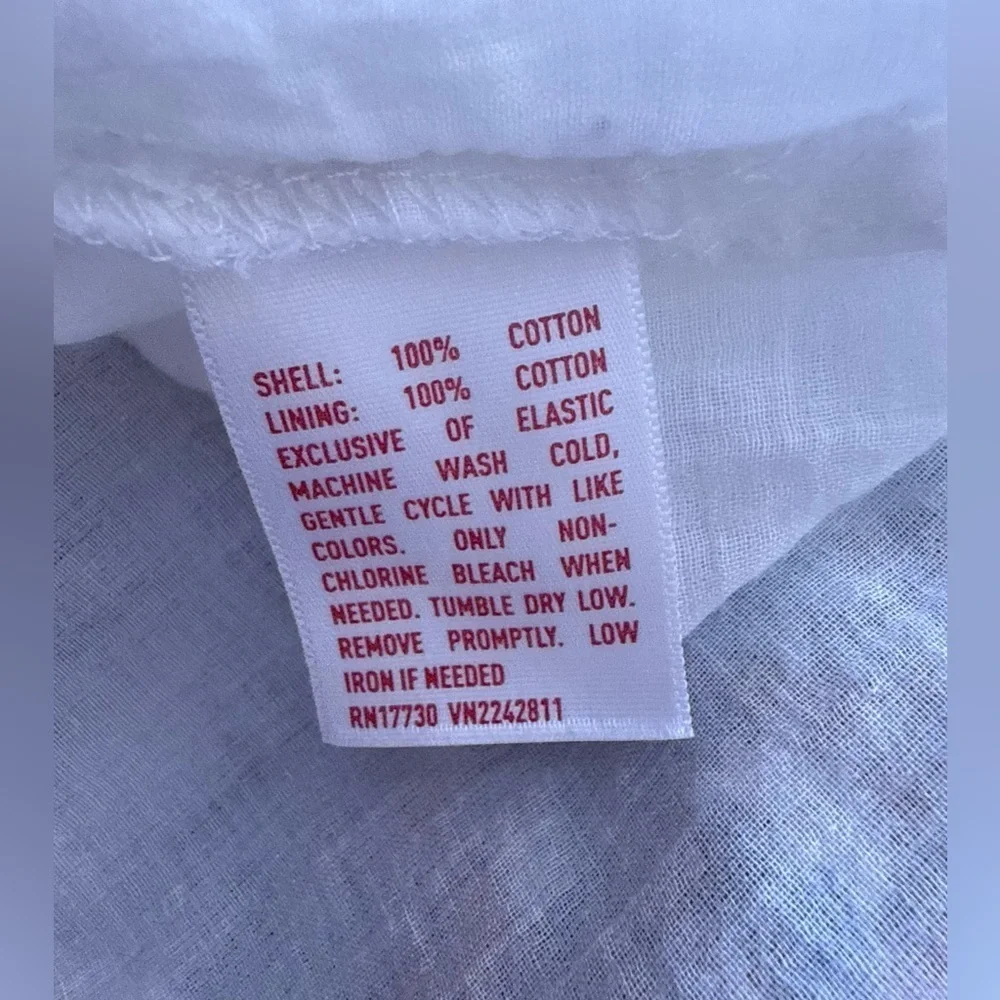 SHELL: 100% COTTON
LINING: 100% COTTON
EXCLUSIVE OF ELASTIC
MACHINE WASH COLD,
GENTLE CYCLE WITH LIKE
COLORS. ONLY NON-
CHLORINE BLEACH WHEN
NEEDED. TUMBLE DRY LOW.
REMOVE PROMPTLY. LOW
IRON IF NEEDED
RN17730 VN2242811